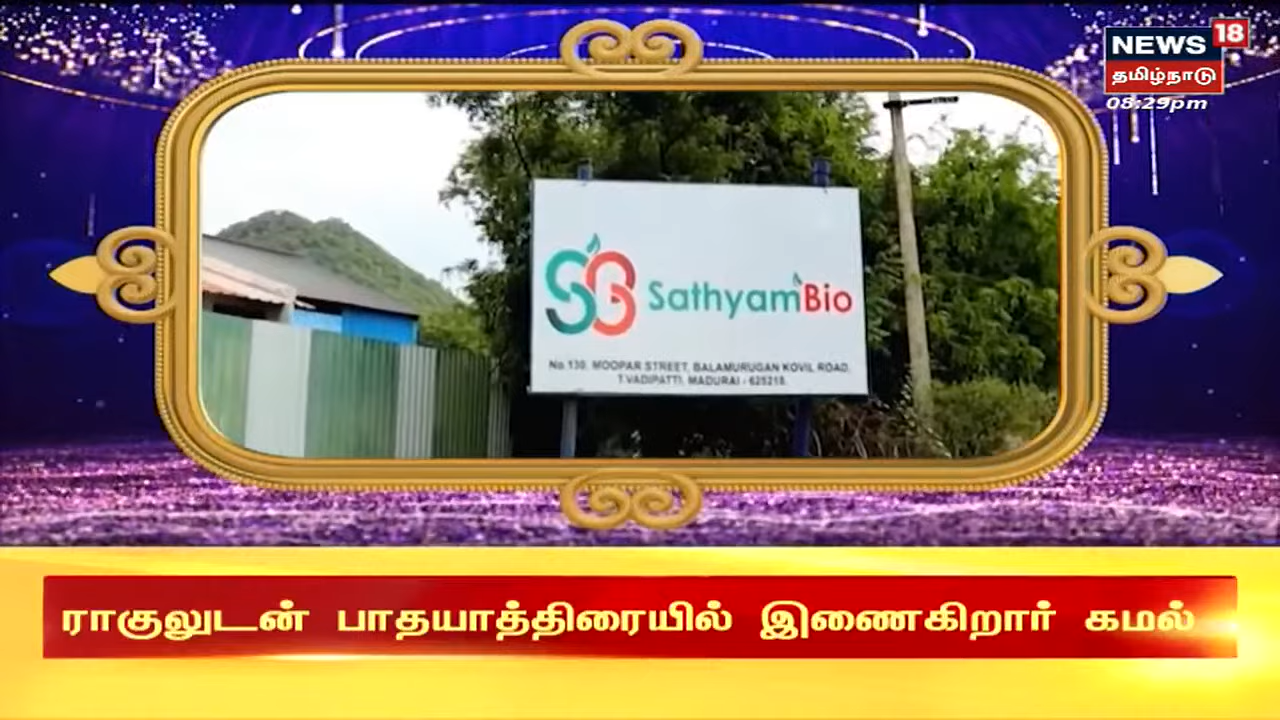 NEWS 18
தமிழ்நாடு
08:29pm
SB SathyamBio
No.130, MOOPAR STREET, BALAMURUGAN KOVIL ROAD,
T.VADIPATTI, MADURAI - 625218.
ராகுலுடன் பாதயாத்திரையில் இணைகிறார் கமல்